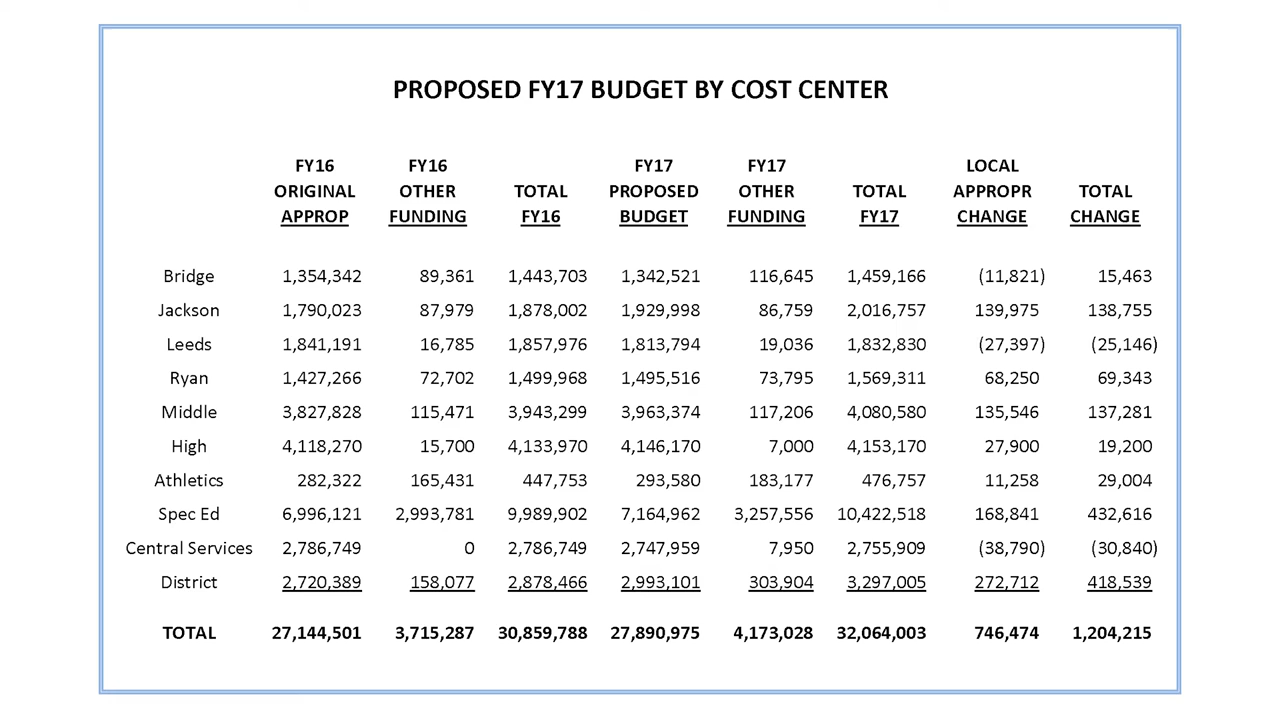 PROPOSED FY17 BUDGET BY COST CENTER
FY16 FY16 FY17 FY17 LOCAL
ORIGINAL OTHER TOTAL PROPOSED OTHER TOTAL APPROPR TOTAL
APPROP FUNDING FY16 BUDGET FUNDING FY17 CHANGE CHANGE
Bridge 1,354,342 89,361 1,443,703 1,342,521 116,645 1,459,166 (11,821) 15,463
Jackson 1,790,023 87,979 1,878,002 1,929,998 86,759 2,016,757 139,975 138,755
Leeds 1,841,191 16,785 1,857,976 1,813,794 19,036 1,832,830 (27,397) (25,146)
Ryan 1,427,266 72,702 1,499,968 1,495,516 73,795 1,569,311 68,250 69,343
Middle 3,827,828 115,471 3,943,299 3,963,374 117,206 4,080,580 135,546 137,281
High 4,118,270 15,700 4,133,970 4,146,170 7,000 4,153,170 27,900 19,200
Athletics 282,322 165,431 447,753 293,580 183,177 476,757 11,258 29,004
Spec Ed 6,996,121 2,993,781 9,989,902 7,164,962 3,257,556 10,422,518 168,841 432,616
Central Services 2,786,749 0 2,786,749 2,747,959 7,950 2,755,909 (38,790) (30,840)
District 2,720,389 158,077 2,878,466 2,993,101 303,904 3,297,005 272,712 418,539
TOTAL 27,144,501 3,715,287 30,859,788 27,890,975 4,173,028 32,064,003 746,474 1,204,215